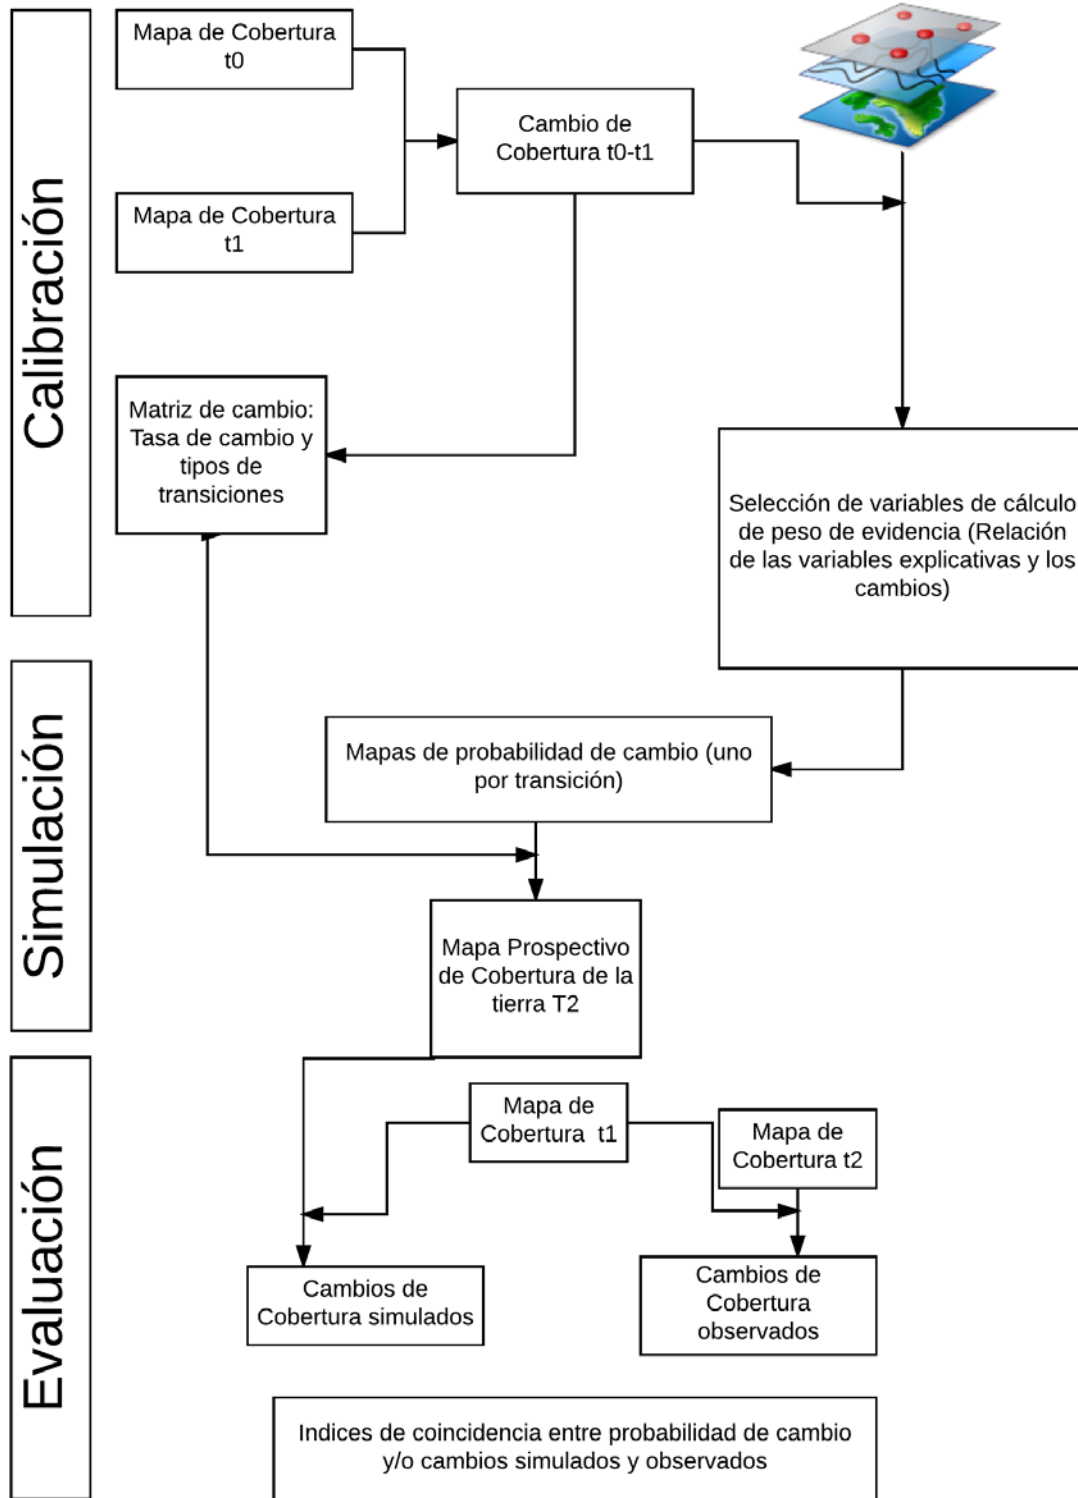 Calibración
Mapa de Cobertura
t0
Cambio de
Cobertura t0-t1
Mapa de Cobertura
t1
Matriz de cambio:
Tasa de cambio y
tipos de
transiciones
Selección de variables de cálculo
de peso de evidencia (Relación
de las variables explicativas y los
cambios)
Simulación
Mapas de probabilidad de cambio (uno
por transición)
Mapa Prospectivo
de Cobertura de la
tierra T2
Evaluación
Mapa de
Cobertura t1
Mapa de
Cobertura t2
Cambios de
Cobertura simulados
Cambios de
Cobertura
observados
Indices de coincidencia entre probabilidad de cambio
y/o cambios simulados y observados